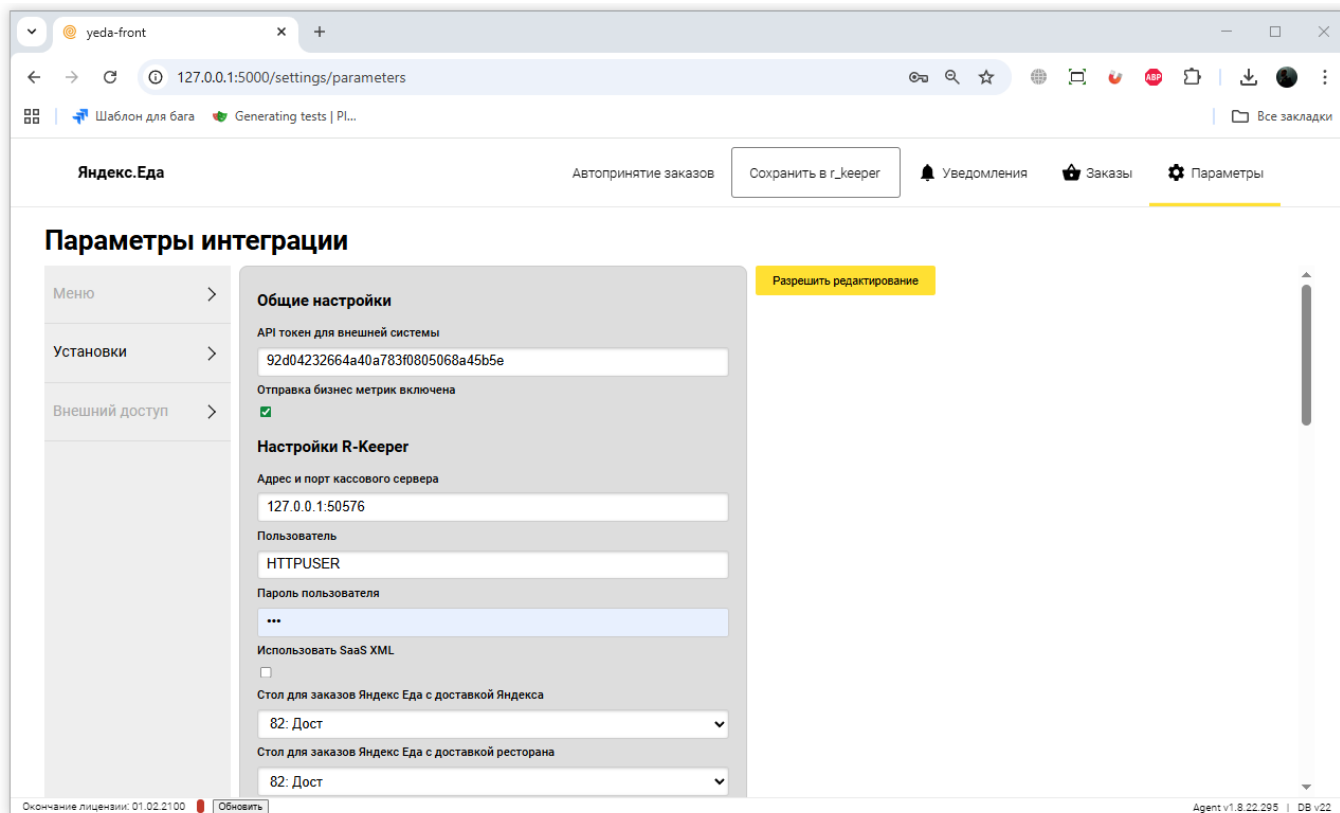 yeda-front
127.0.0.1:5000/settings/parameters
ABP
Шаблон для бага
Generating tests | Pl...
Все закладки
Яндекс.Еда
Автопринятие заказов
Сохранить в r_keeper
Уведомления
Заказы
Параметры
Параметры интеграции
Меню
Установки
Внешний доступ
Общие настройки
API токен для внешней системы
92d04232664a40a783f0805068a45b5e
Отправка бизнес метрик включена
Настройки R-Keeper
Адрес и порт кассового сервера
127.0.0.1:50576
Пользователь
HTTPUSER
Пароль пользователя
•••
Использовать SaaS XML
Стол для заказов Яндекс Еда с доставкой Яндекса
82: Дост
Стол для заказов Яндекс Еда с доставкой ресторана
82: Дост
Разрешить редактирование
Окончание лицензии: 01.02.2100
Обновить
Agent v1.8.22.295 | DB v22